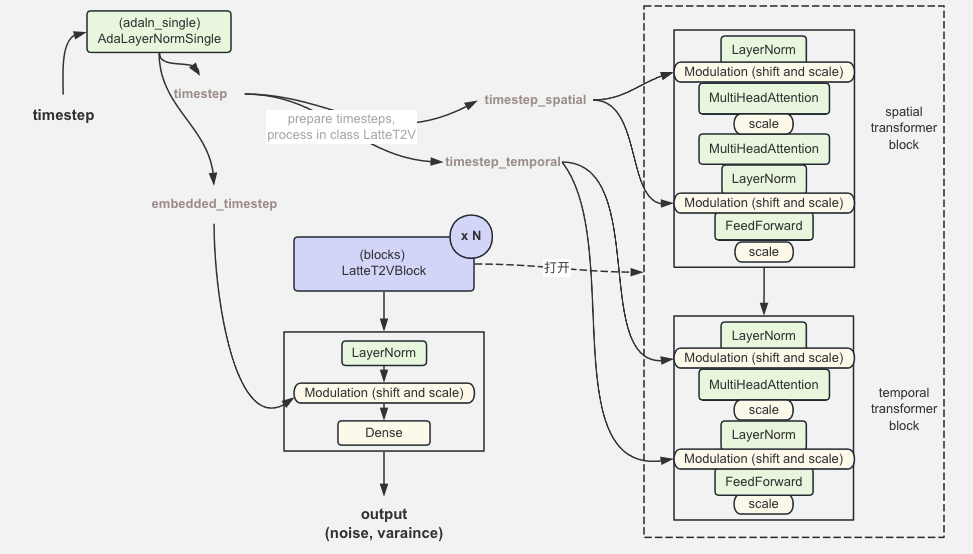 (adaln_single)
AdaLayerNormSingle
timestep
timestep
prepare timesteps,
process in class LatteT2V
timestep_spatial
timestep_temporal
embedded_timestep
x N
(blocks)
LatteT2VBlock
打开
LayerNorm
Modulation (shift and scale)
Dense
output
(noise, varaince)
LayerNorm
Modulation (shift and scale)
MultiHeadAttention
scale
MultiHeadAttention
LayerNorm
Modulation (shift and scale)
FeedForward
scale
spatial
transformer
block
LayerNorm
Modulation (shift and scale)
MultiHeadAttention
scale
LayerNorm
Modulation (shift and scale)
FeedForward
scale
temporal
transformer
block